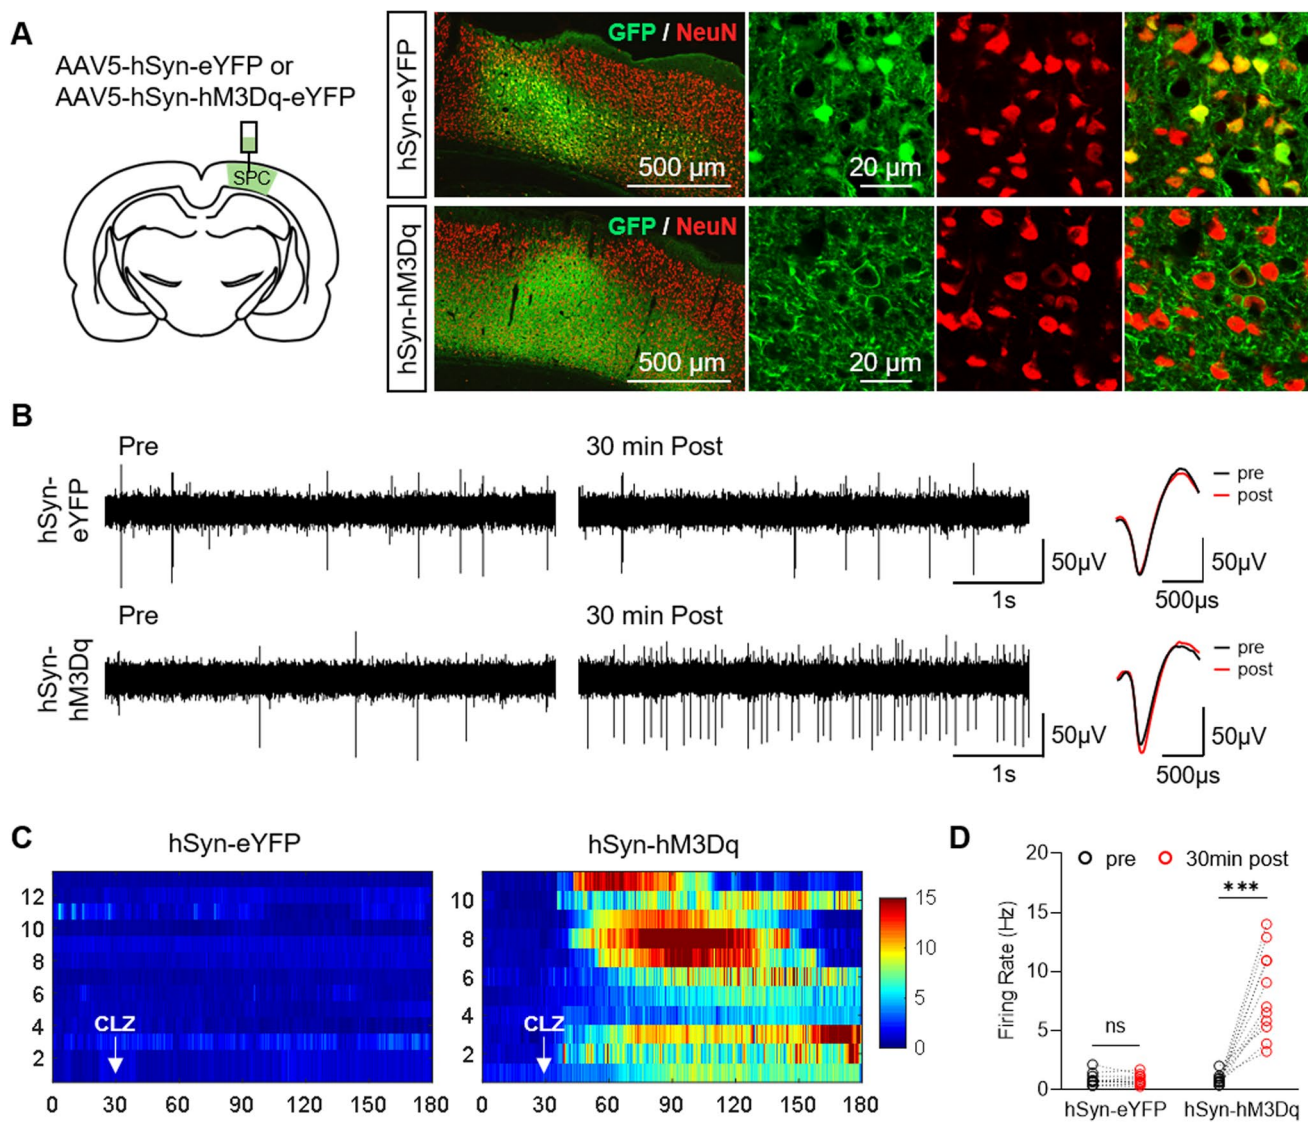 A
AAV5-hSyn-eYFP or
AAV5-hSyn-hM3Dq-eYFP
SPC
hSyn-eYFP
GFP / NeuN
500 µm
20 µm
hSyn-hM3Dq
GFP / NeuN
500 µm
20 µm
B
Pre
30 min Post
hSyn-
eYFP
50µV
1s
pre
post
50µV
500µs
Pre
30 min Post
hSyn-
hM3Dq
50µV
1s
pre
post
50µV
500µs
C
hSyn-eYFP
12
10
8
6
4
2
CLZ
0 30 60 90 120 150 180
hSyn-hM3Dq
10
8
6
4
2
CLZ
0 30 60 90 120 150 180
15
10
5
0
D
pre
30min post
Firing Rate (Hz)
20
15
10
5
0
ns
***
hSyn-eYFP
hSyn-hM3Dq